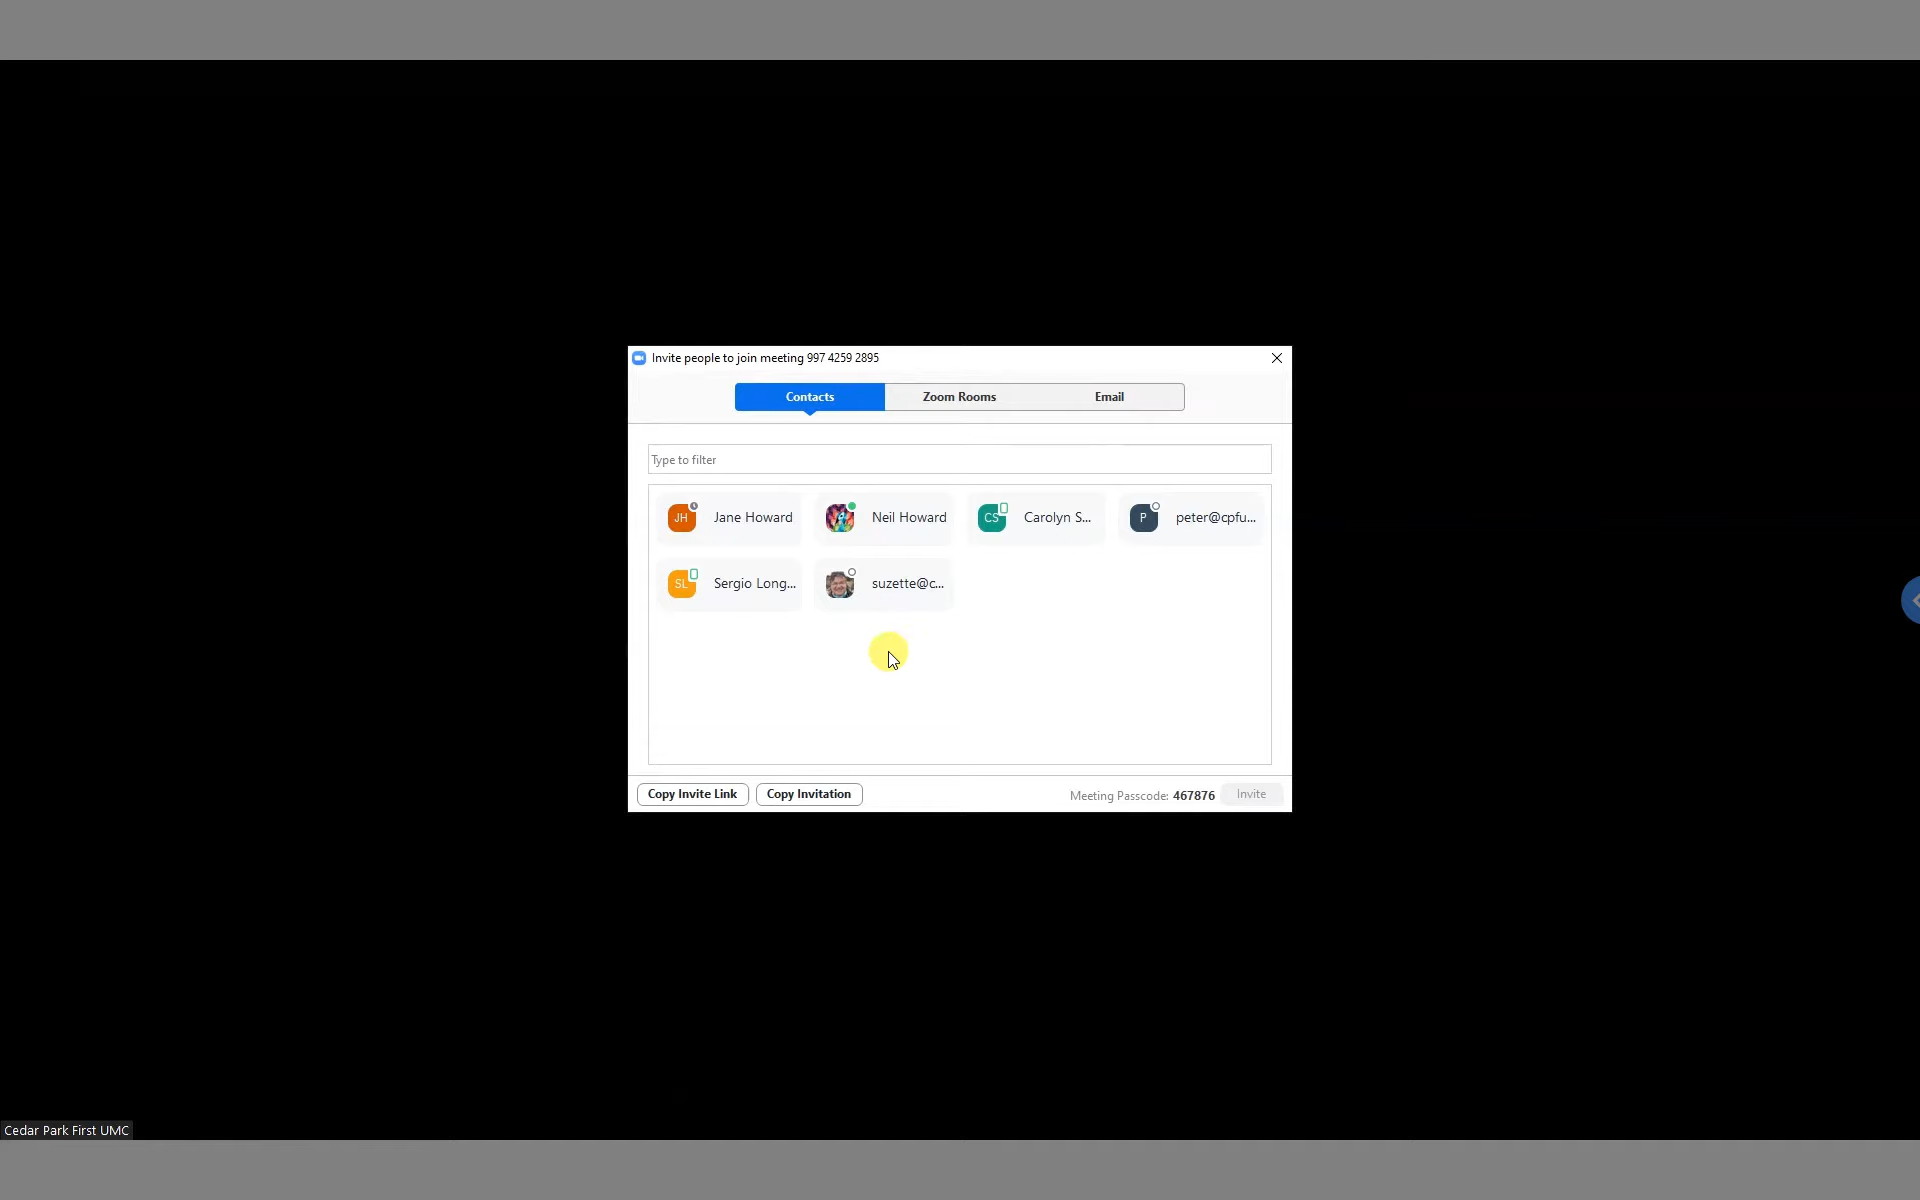 Invite people to join meeting 997 4259 2895
Contacts
Zoom Rooms
Email
Type to filter
JH Jane Howard
Neil Howard
CS Carolyn S...
P peter@cpfu...
SL Sergio Long...
suzette@c...
Copy Invite Link
Copy Invitation
Meeting Passcode: 467876
Invite
Cedar Park First UMC